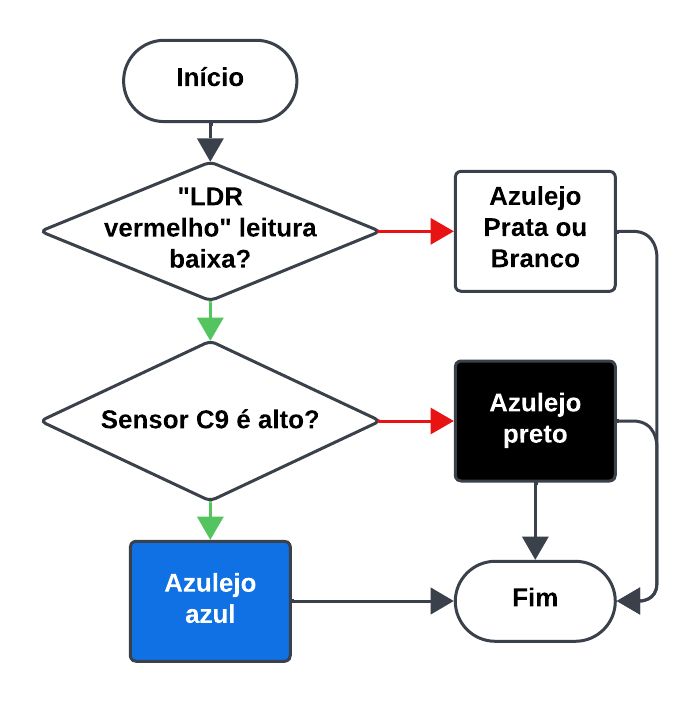 Início
"LDR
vermelho" leitura
baixa?
Azulejo
Prata ou
Branco
Sensor C9 é alto?
Azulejo
preto
Azulejo
azul
Fim